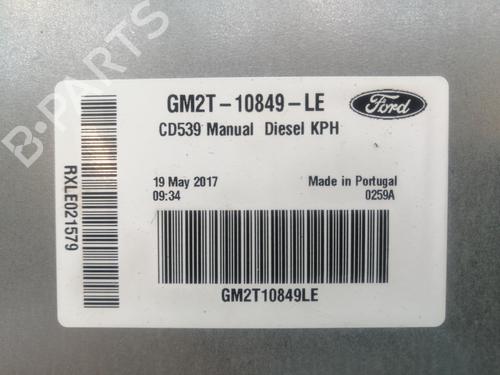 B-PARTS
GM2T-10849-LE
Ford
CD539 Manual Diesel KPH
19 May 2017
Made in Portugal
09:34
0259A
GM2T10849LE
RXLE021579